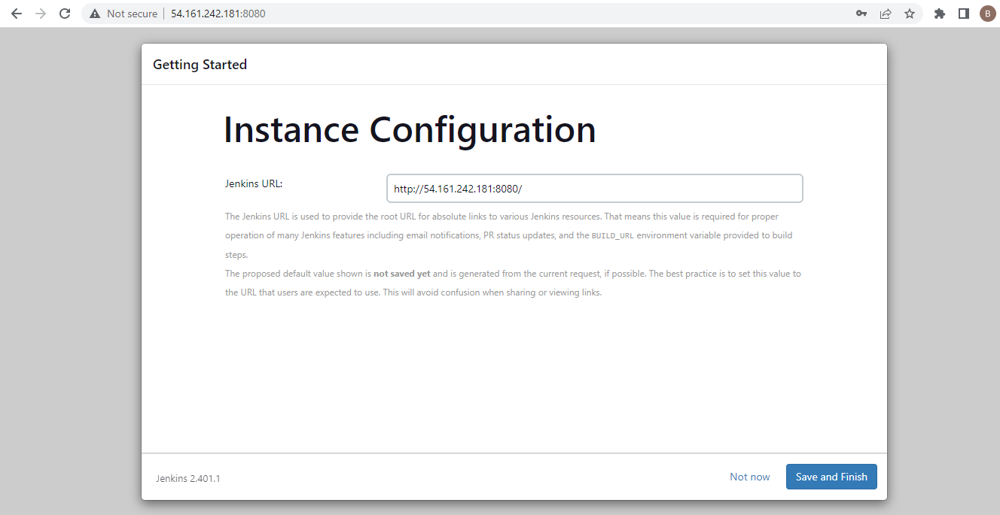 Not secure
54.161.242.181:8080
B
Getting Started
Instance Configuration
Jenkins URL:
http://54.161.242.181:8080/
The Jenkins URL is used to provide the root URL for absolute links to various Jenkins resources. That means this value is required for proper
operation of many Jenkins features including email notifications, PR status updates, and the BUILD_URL environment variable provided to build
steps.
The proposed default value shown is not saved yet and is generated from the current request, if possible. The best practice is to set this value to
the URL that users are expected to use. This will avoid confusion when sharing or viewing links.
Jenkins 2.401.1
Not now
Save and Finish